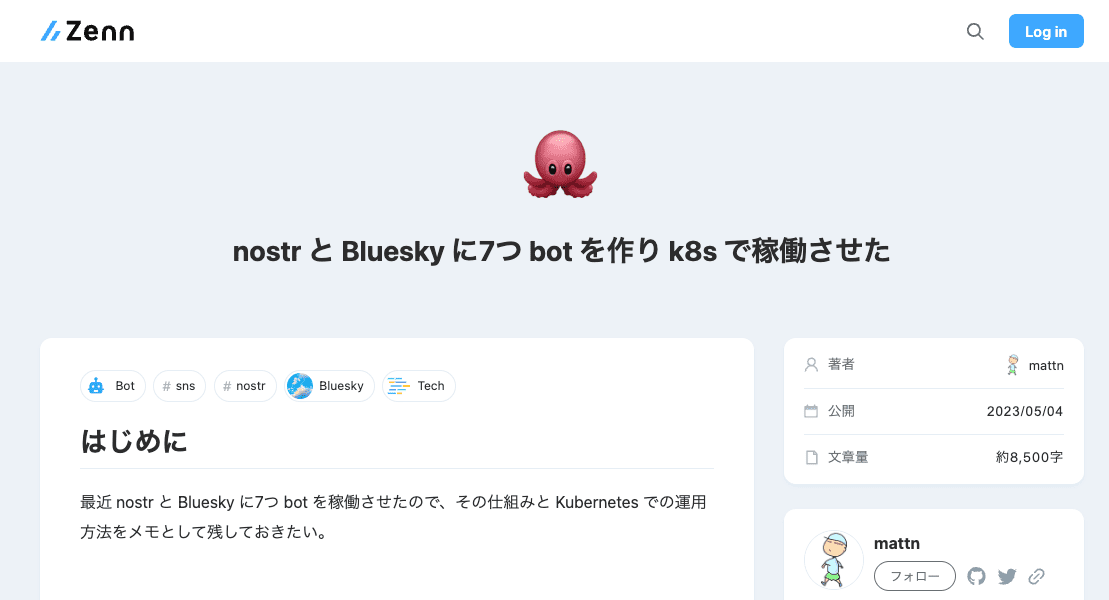 Zenn
Log in
nostr と Bluesky に7つ bot を作り k8s で稼働させた
Bot
# sns
# nostr
Bluesky
Tech
はじめに
最近 nostr と Bluesky に7つ bot を稼働させたので、その仕組みと Kubernetes での運用
方法をメモとして残しておきたい。
著者
mattn
公開
2023/05/04
文章量
約8,500字
mattn
フォロー